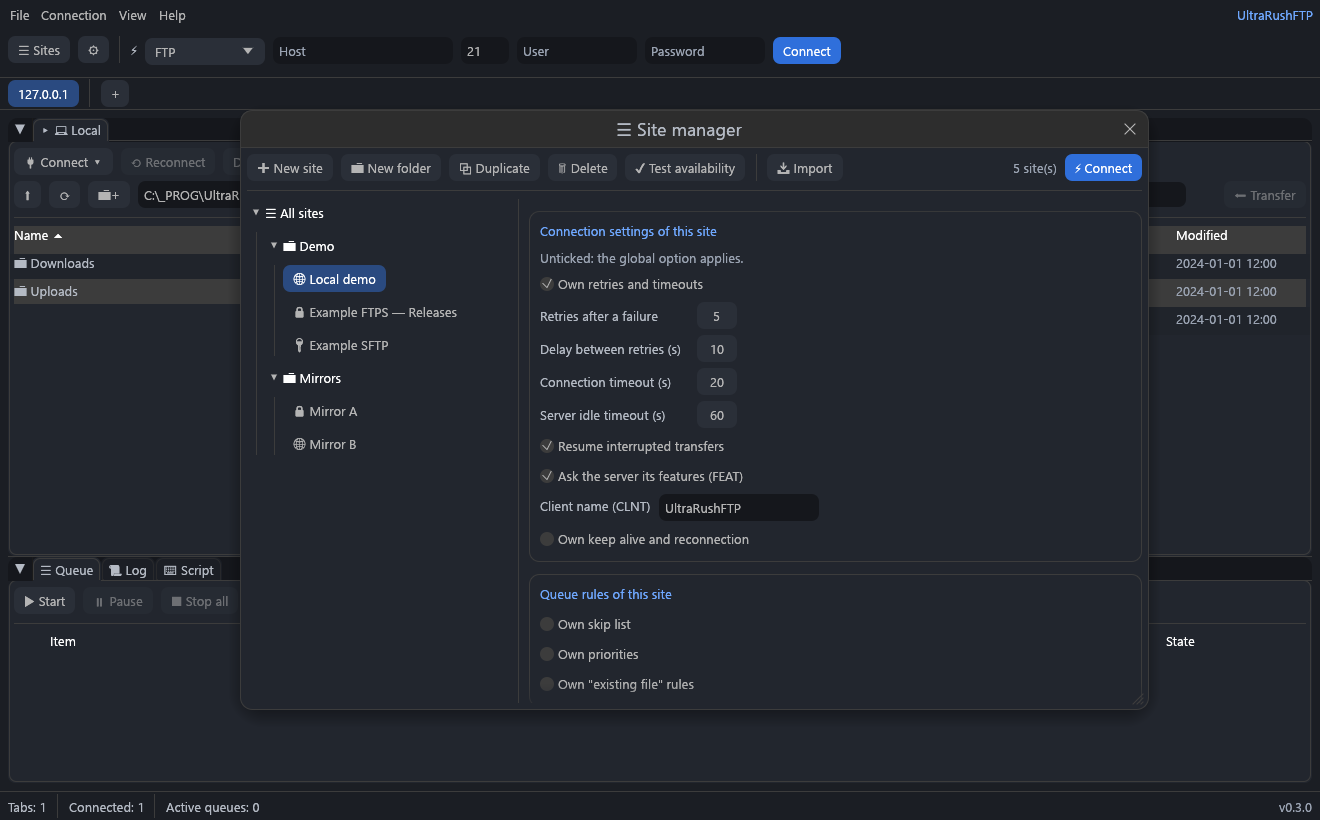 File Connection View Help UltraRushFTP
Sites FTP Host 21 User Password Connect
127.0.0.1 +
Local
Connect Reconnect D
C:\_PROG\UltraR Transfer
Name Modified
Downloads 2024-01-01 12:00
Uploads 2024-01-01 12:00
2024-01-01 12:00
Site manager
New site New folder Duplicate Delete Test availability Import 5 site(s) Connect
All sites
Demo
Local demo
Example FTPS — Releases
Example SFTP
Mirrors
Mirror A
Mirror B
Connection settings of this site
Unticked: the global option applies.
Own retries and timeouts
Retries after a failure 5
Delay between retries (s) 10
Connection timeout (s) 20
Server idle timeout (s) 60
Resume interrupted transfers
Ask the server its features (FEAT)
Client name (CLNT) UltraRushFTP
Own keep alive and reconnection
Queue rules of this site
Own skip list
Own priorities
Own "existing file" rules
Queue Log Script
Start Pause Stop all
Item State
Tabs: 1 Connected: 1 Active queues: 0 v0.3.0